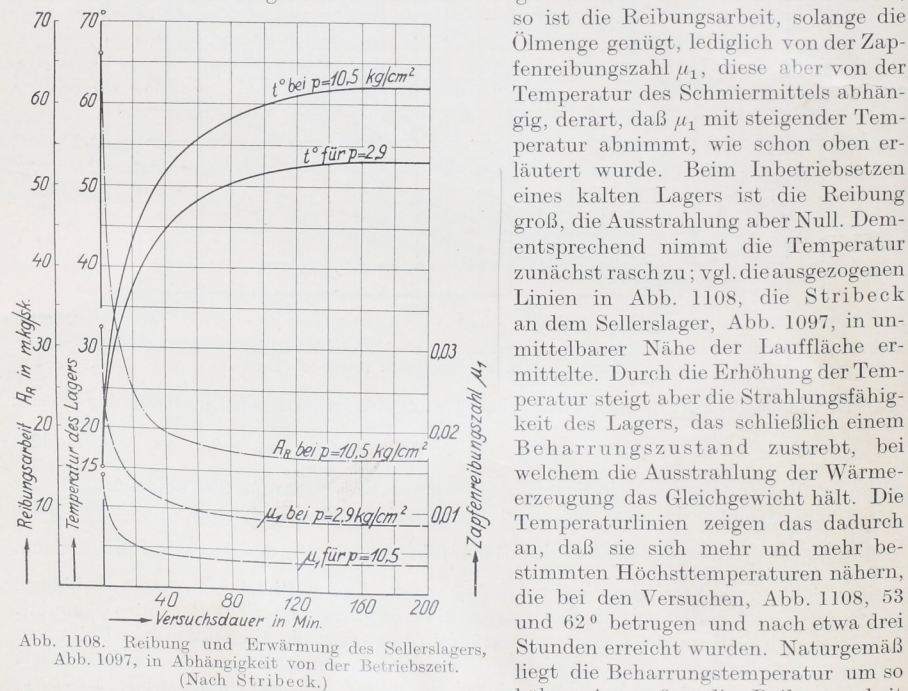 70
70°
60
60
50
50
40
40
30
30
20
20
15
10
0,03
0,02
0,01
Reibungsarbeit A_R in mkg/sk.
Temperatur des Lagers
Zapfenreibungszahl μ₁
t° bei p=10,5 kg/cm²
t° für p=2,9
A_R bei p=10,5 kg/cm²
μ₁ bei p=2,9 kg/cm²
μ₁ für p=10,5
40 80 120 160 200
Versuchsdauer in Min.
Abb. 1108. Reibung und Erwärmung des Sellerslagers,
Abb. 1097, in Abhängigkeit von der Betriebszeit.
(Nach Stribeck.)
so ist die Reibungsarbeit, solange die
Ölmenge genügt, lediglich von der Zap-
fenreibungszahl μ₁, diese aber von der
Temperatur des Schmiermittels abhän-
gig, derart, daß μ₁ mit steigender Tem-
peratur abnimmt, wie schon oben er-
läutert wurde. Beim Inbetriebsetzen
eines kalten Lagers ist die Reibung
groß, die Ausstrahlung aber Null. Dem-
entsprechend nimmt die Temperatur
zunächst rasch zu; vgl. die ausgezogenen
Linien in Abb. 1108, die Stribeck
an dem Sellerslager, Abb. 1097, in un-
mittelbarer Nähe der Lauffläche er-
mittelte. Durch die Erhöhung der Tem-
peratur steigt aber die Strahlungsfähig-
keit des Lagers, das schließlich einem
Beharrungszustand zustrebt, bei
welchem die Ausstrahlung der Wärme-
erzeugung das Gleichgewicht hält. Die
Temperaturlinien zeigen das dadurch
an, daß sie sich mehr und mehr be-
stimmten Höchsttemperaturen nähern,
die bei den Versuchen, Abb. 1108, 53
und 62⁰ betrugen und nach etwa drei
Stunden erreicht wurden. Naturgemäß
liegt die Beharrungstemperatur um so